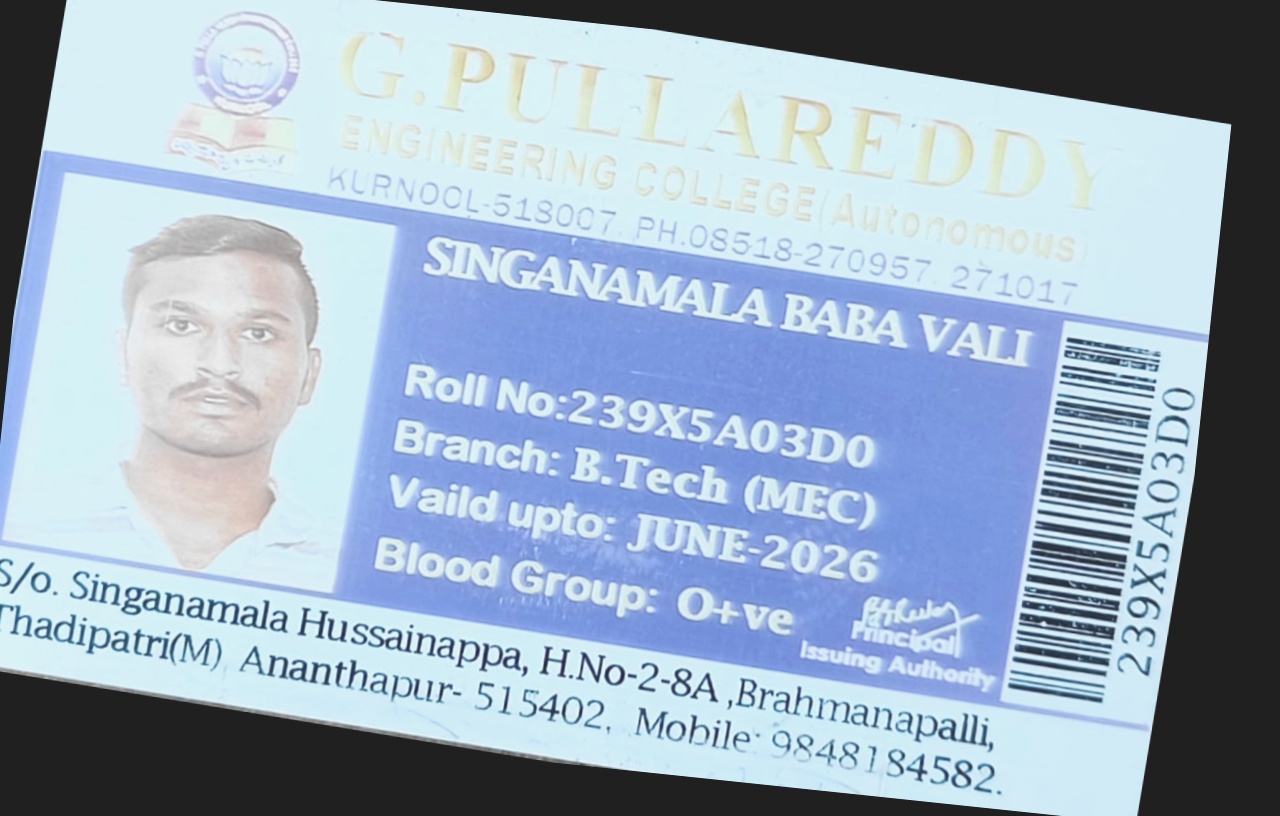 G.PULLAREDDY
ENGINEERING COLLEGE(Autonomous)
KURNOOL-518007. PH.08518-270957. 271017
SINGANAMALA BABA VALI
Roll No:239X5A03D0
Branch: B.Tech (MEC)
Vaild upto: JUNE-2026
Blood Group: O+ve
Principal
Issuing Authority
239X5A03D0
S/o. Singanamala Hussainappa, H.No-2-8A ,Brahmanapalli,
Thadipatri(M) Ananthapur- 515402. Mobile: 9848184582.